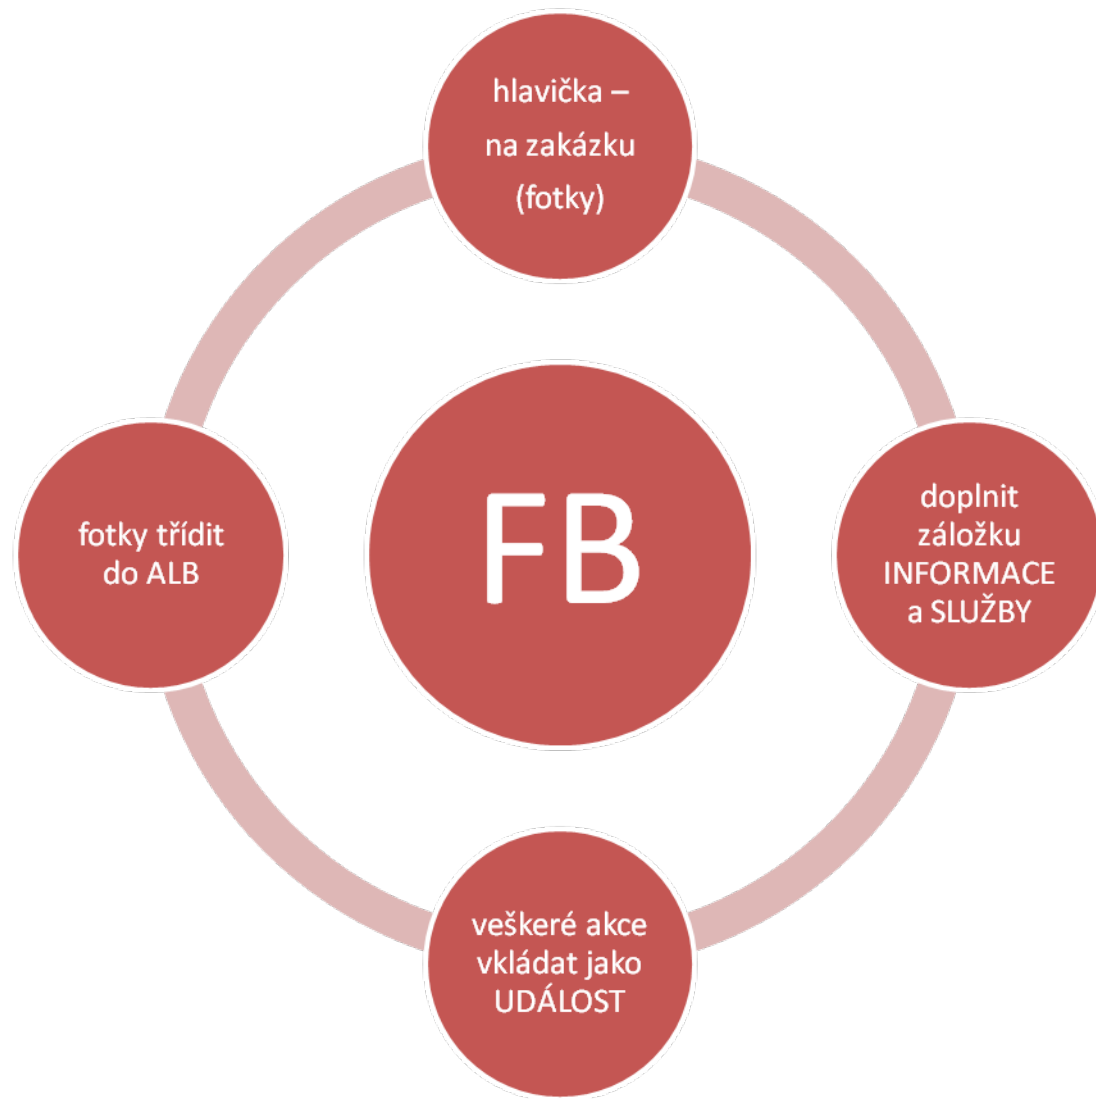 hlavička –
na zakázku
(fotky)
FB
doplnit
záložku
INFORMACE
a SLUŽBY
veškeré akce
vkládat jako
UDÁLOST
fotky třídit
do ALB